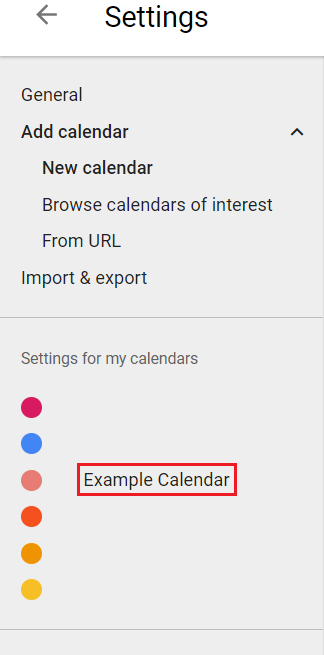 Settings
General
Add calendar
New calendar
Browse calendars of interest
From URL
Import & export
Settings for my calendars
Example Calendar